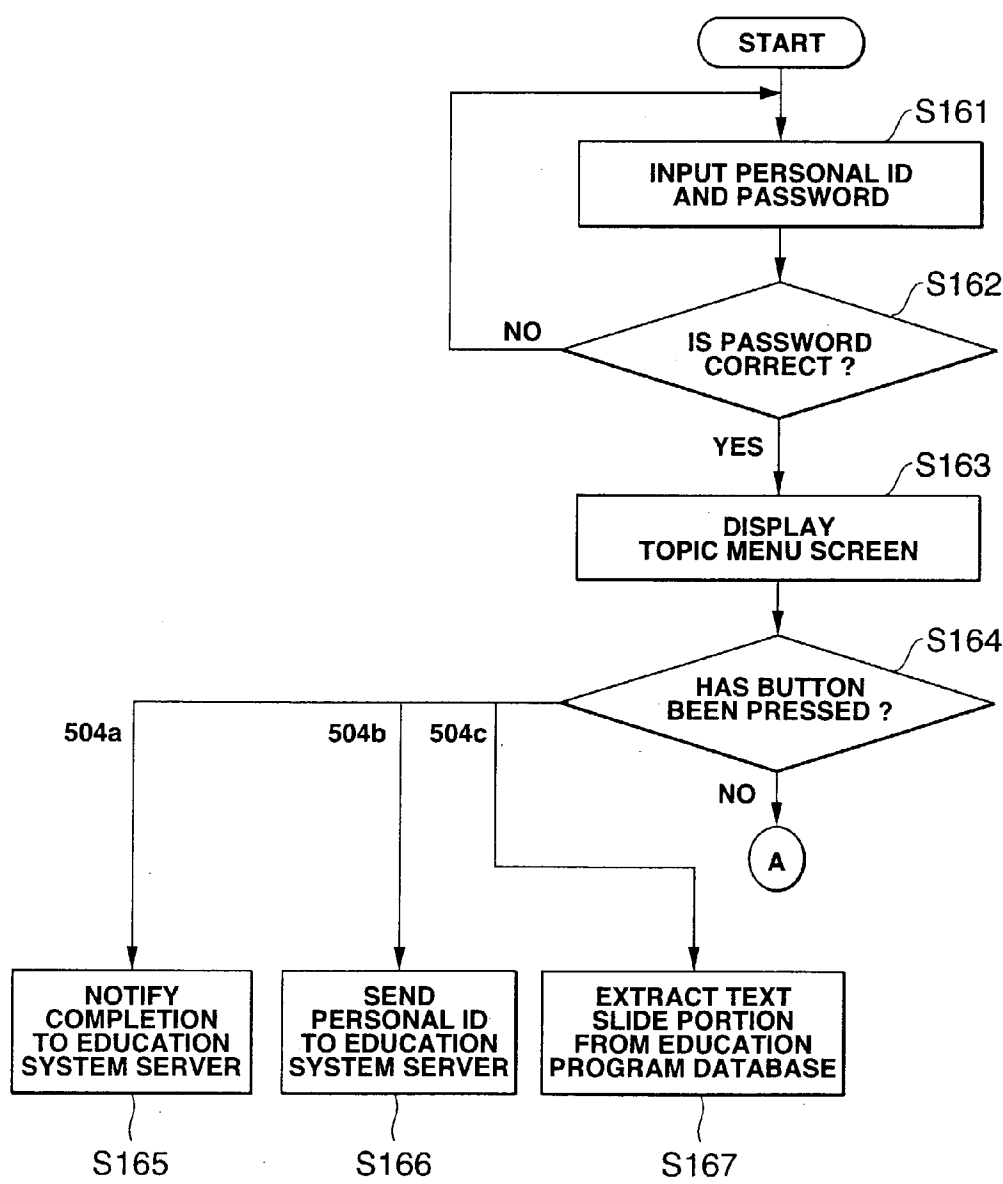 START
S161
INPUT PERSONAL ID
AND PASSWORD
S162
NO
IS PASSWORD
CORRECT ?
YES
S163
DISPLAY
TOPIC MENU SCREEN
S164
HAS BUTTON
BEEN PRESSED ?
504a
504b
504c
NO
A
NOTIFY
COMPLETION
TO EDUCATION
SYSTEM SERVER
SEND
PERSONAL ID
TO EDUCATION
SYSTEM SERVER
EXTRACT TEXT
SLIDE PORTION
FROM EDUCATION
PROGRAM DATABASE
S165
S166
S167